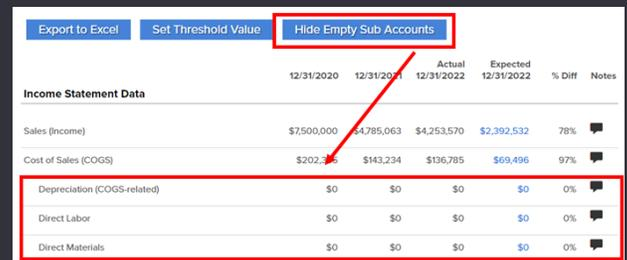 Export to Excel Set Threshold Value Hide Empty Sub Accounts
Actual Expected
12/31/2020 12/31/2021 12/31/2022 12/31/2022 % Diff Notes
Income Statement Data
Sales (Income) $7,500,000 $4,785,063 $4,253,570 $2,392,532 78%
Cost of Sales (COGS) $143,234 $136,785 $69,496 97%
Depreciation (COGS-related) $0 $0 $0 $0 0%
Direct Labor $0 $0 $0 $0 0%
Direct Materials $0 $0 $0 $0 0%